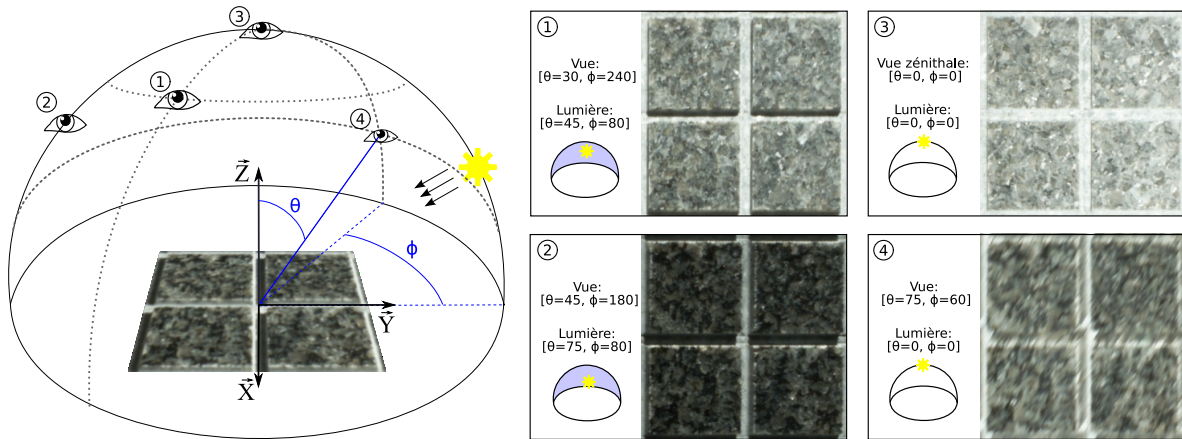 ③
①
②
④
Z
θ
ϕ
Y
X
①
Vue:
[θ=30, ϕ=240]
Lumière:
[θ=45, ϕ=80]
③
Vue zénithale:
[θ=0, ϕ=0]
Lumière:
[θ=0, ϕ=0]
②
Vue:
[θ=45, ϕ=180]
Lumière:
[θ=75, ϕ=80]
④
Vue:
[θ=75, ϕ=60]
Lumière:
[θ=0, ϕ=0]